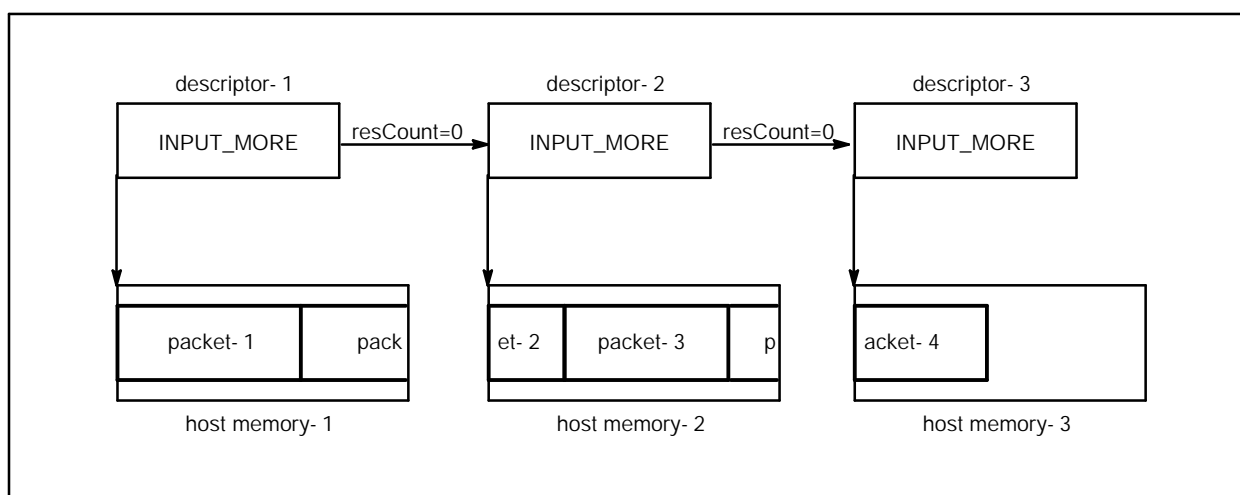 descriptor- 1 descriptor- 2 descriptor- 3
INPUT_MORE resCount=0 INPUT_MORE resCount=0 INPUT_MORE
packet- 1 pack et- 2 packet- 3 p acket- 4
host memory- 1 host memory- 2 host memory- 3